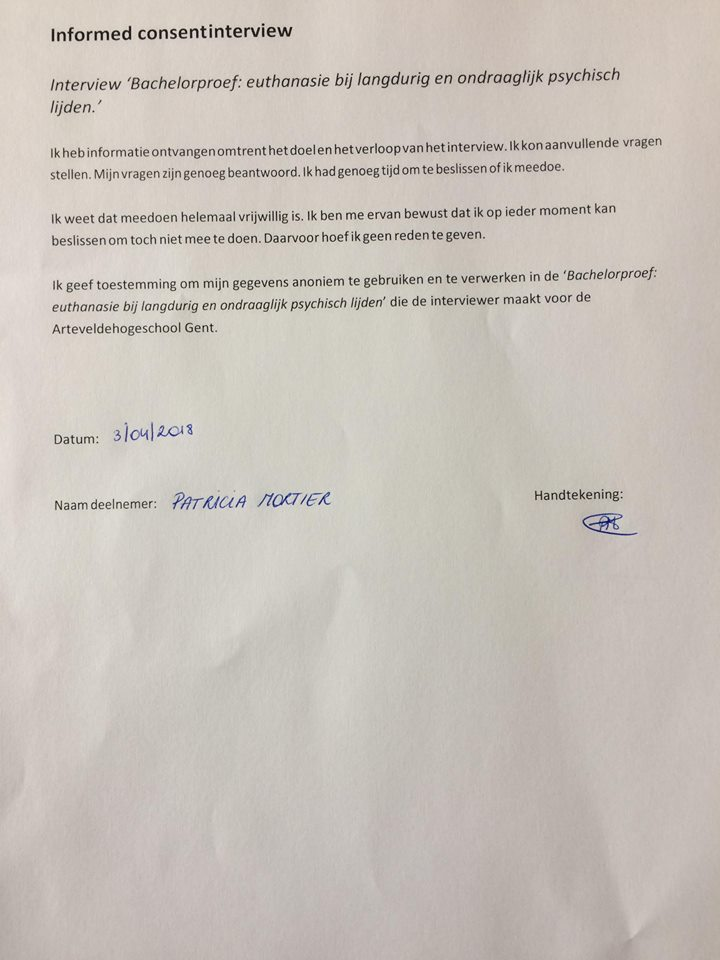 Informed consentinterview
Interview ‘Bachelorproef: euthanasie bij langdurig en ondraaglijk psychisch
lijden.’
Ik heb informatie ontvangen omtrent het doel en het verloop van het interview. Ik kon aanvullende vragen
stellen. Mijn vragen zijn genoeg beantwoord. Ik had genoeg tijd om te beslissen of ik meedoe.
Ik weet dat meedoen helemaal vrijwillig is. Ik ben me ervan bewust dat ik op ieder moment kan
beslissen om toch niet mee te doen. Daarvoor hoef ik geen reden te geven.
Ik geef toestemming om mijn gegevens anoniem te gebruiken en te verwerken in de ‘Bachelorproef:
euthanasie bij langdurig en ondraaglijk psychisch lijden’ die de interviewer maakt voor de
Arteveldehogeschool Gent.
Datum: 3/04/2018
Naam deelnemer: PATRICIA MORTIER
Handtekening: